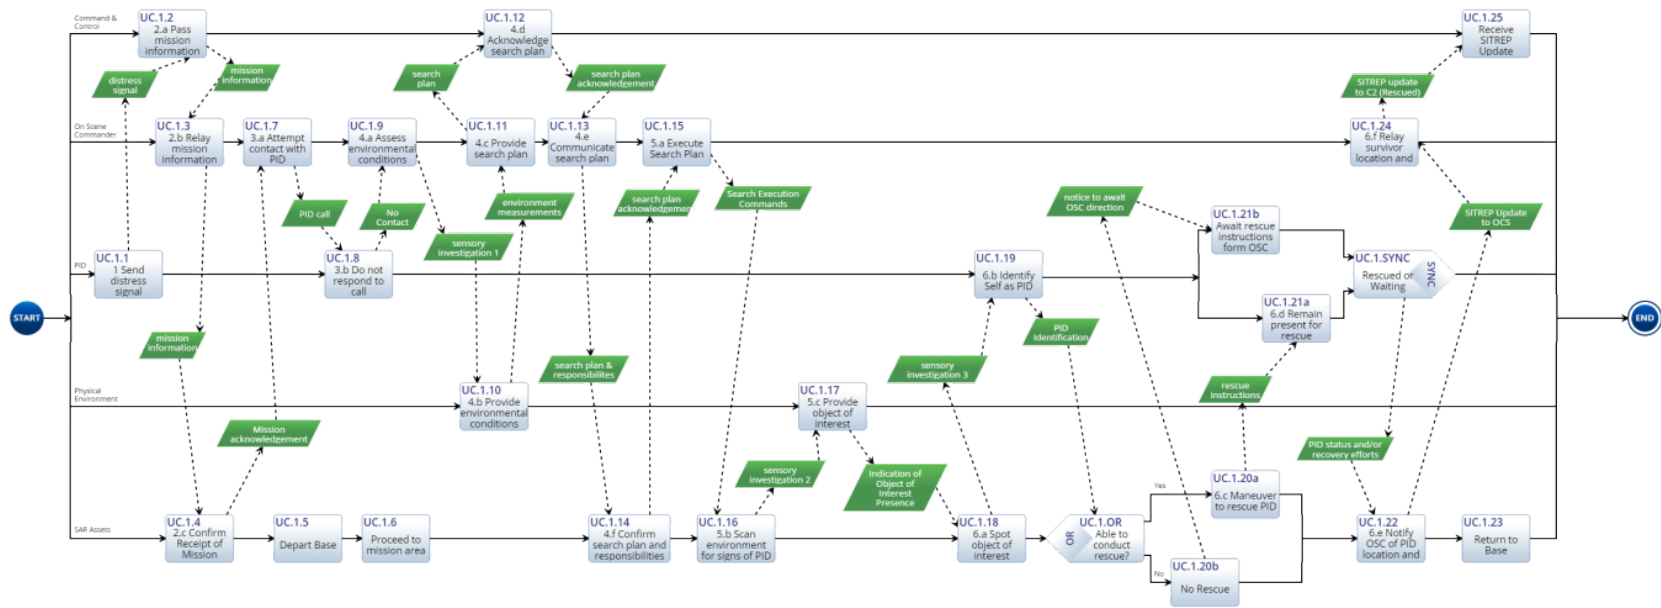 Command &
Control
UC.1.2
2.a Pass
mission
information
UC.1.12
4.d
Acknowledge
search plan
UC.1.25
Receive
SITREP
Update
distress
signal
mission
information
search
plan
search plan
acknowledgement
SITREP update
to C2 (Rescued)
On Scene
Commander
UC.1.3
2.b Relay
mission
information
UC.1.7
3.a Attempt
contact with
PID
UC.1.9
4.a Assess
environmental
conditions
UC.1.11
4.c Provide
search plan
UC.1.13
4.e
Communicate
search plan
UC.1.15
5.a Execute
Search Plan
UC.1.24
6.f Relay
survivor
location and
PID call
No
Contact
environment
measurements
search plan
acknowledgement
Search Execution
Commands
notice to await
OSC direction
SITREP Update
to OCS
sensory
investigation 1
PID
UC.1.1
1 Send
distress
signal
UC.1.8
3.b Do not
respond to
call
UC.1.19
6.b Identify
Self as PID
UC.1.21b
Await rescue
instructions
form OSC
UC.1.21a
6.d Remain
present for
rescue
UC.1.SYNC
Rescued or
Waiting
SYNC
START
END
mission
information
search plan &
responsibilites
sensory
investigation 3
PID
Identification
rescue
instructions
Physical
Environment
UC.1.10
4.b Provide
environmental
conditions
UC.1.17
5.c Provide
object of
interest
Mission
acknowledgement
sensory
investigation 2
Indication of
Object of
Interest
Presence
PID status and/or
recovery efforts
SAR Assets
UC.1.4
2.c Confirm
Receipt of
Mission
UC.1.5
Depart Base
UC.1.6
Proceed to
mission area
UC.1.14
4.f Confirm
search plan and
responsibilities
UC.1.16
5.b Scan
environment
for signs of PID
UC.1.18
6.a Spot
object of
interest
OR
UC.1.OR
Able to
conduct
rescue?
Yes
No
UC.1.20a
6.c Maneuver
to rescue PID
UC.1.20b
No Rescue
UC.1.22
6.e Notify
OSC of PID
location and
UC.1.23
Return to
Base